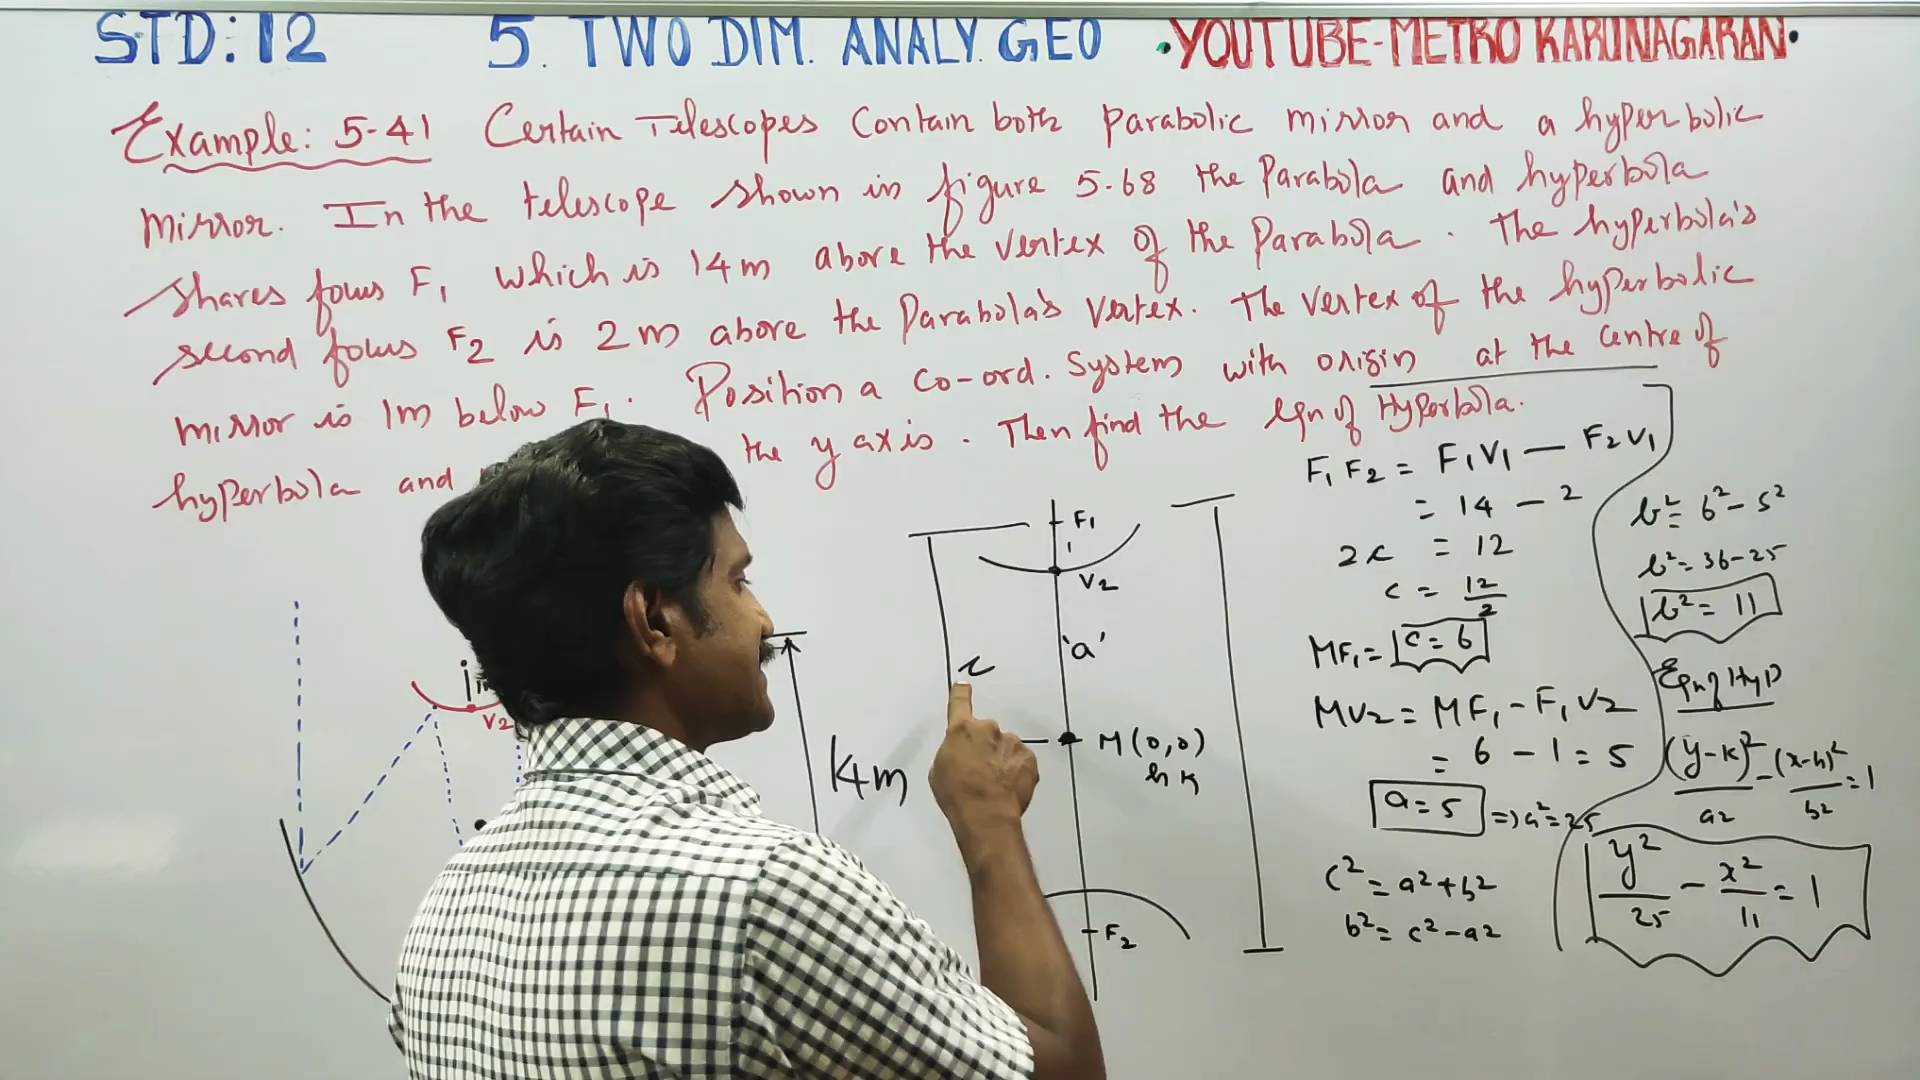 STD: 12 5. TWO DIM. ANALY. GEO • YOUTUBE-METRO KARUNAGARAN •
Example: 5-41 Certain Telescopes Contain both parabolic mirror and a hyperbolic
Mirror. In the telescope shown in figure 5.68 the Parabola and hyperbola
shares focus F1 which is 14m above the vertex of the Parabola. The hyperbola's
second focus F2 is 2m above the Parabola's Vertex. The Vertex of the hyperbolic
mirror is 1m below F1. Position a co-ord. System with origin at the centre of
hyperbola and the y axis. Then find the Eqn of Hyperbola.
V2
14m
F1
1
V2
'a'
c
M (0,0)
h k
F2
F1 F2 = F1V1 — F2V1
= 14 — 2
2c = 12
c = 12/2
MF1 = c = 6
MV2 = MF1 - F1V2
= 6 - 1 = 5
a = 5 => a² = 25
c² = a² + b²
b² = c² - a²
b² = 6² - 5²
b² = 36 - 25
b² = 11
Eqn of Hyp
(y-k)²/a² - (x-h)²/b² = 1
y²/25 - x²/11 = 1